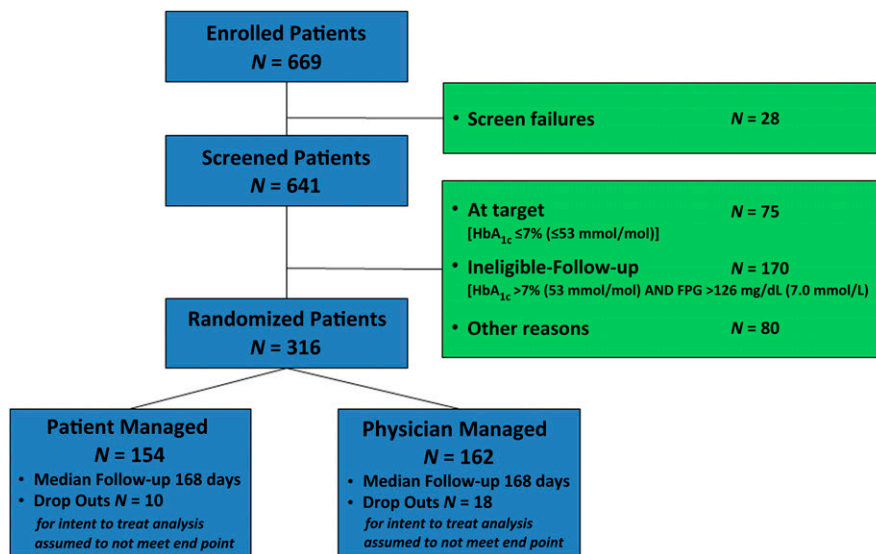 Enrolled Patients
N = 669
• Screen failures N = 28
Screened Patients
N = 641
• At target N = 75
[HbA1c ≤7% (≤53 mmol/mol)]
• Ineligible-Follow-up N = 170
[HbA1c >7% (53 mmol/mol) AND FPG >126 mg/dL (7.0 mmol/L)
• Other reasons N = 80
Randomized Patients
N = 316
Patient Managed
N = 154
• Median Follow-up 168 days
• Drop Outs N = 10
for intent to treat analysis
assumed to not meet end point
Physician Managed
N = 162
• Median Follow-up 168 days
• Drop Outs N = 18
for intent to treat analysis
assumed to not meet end point